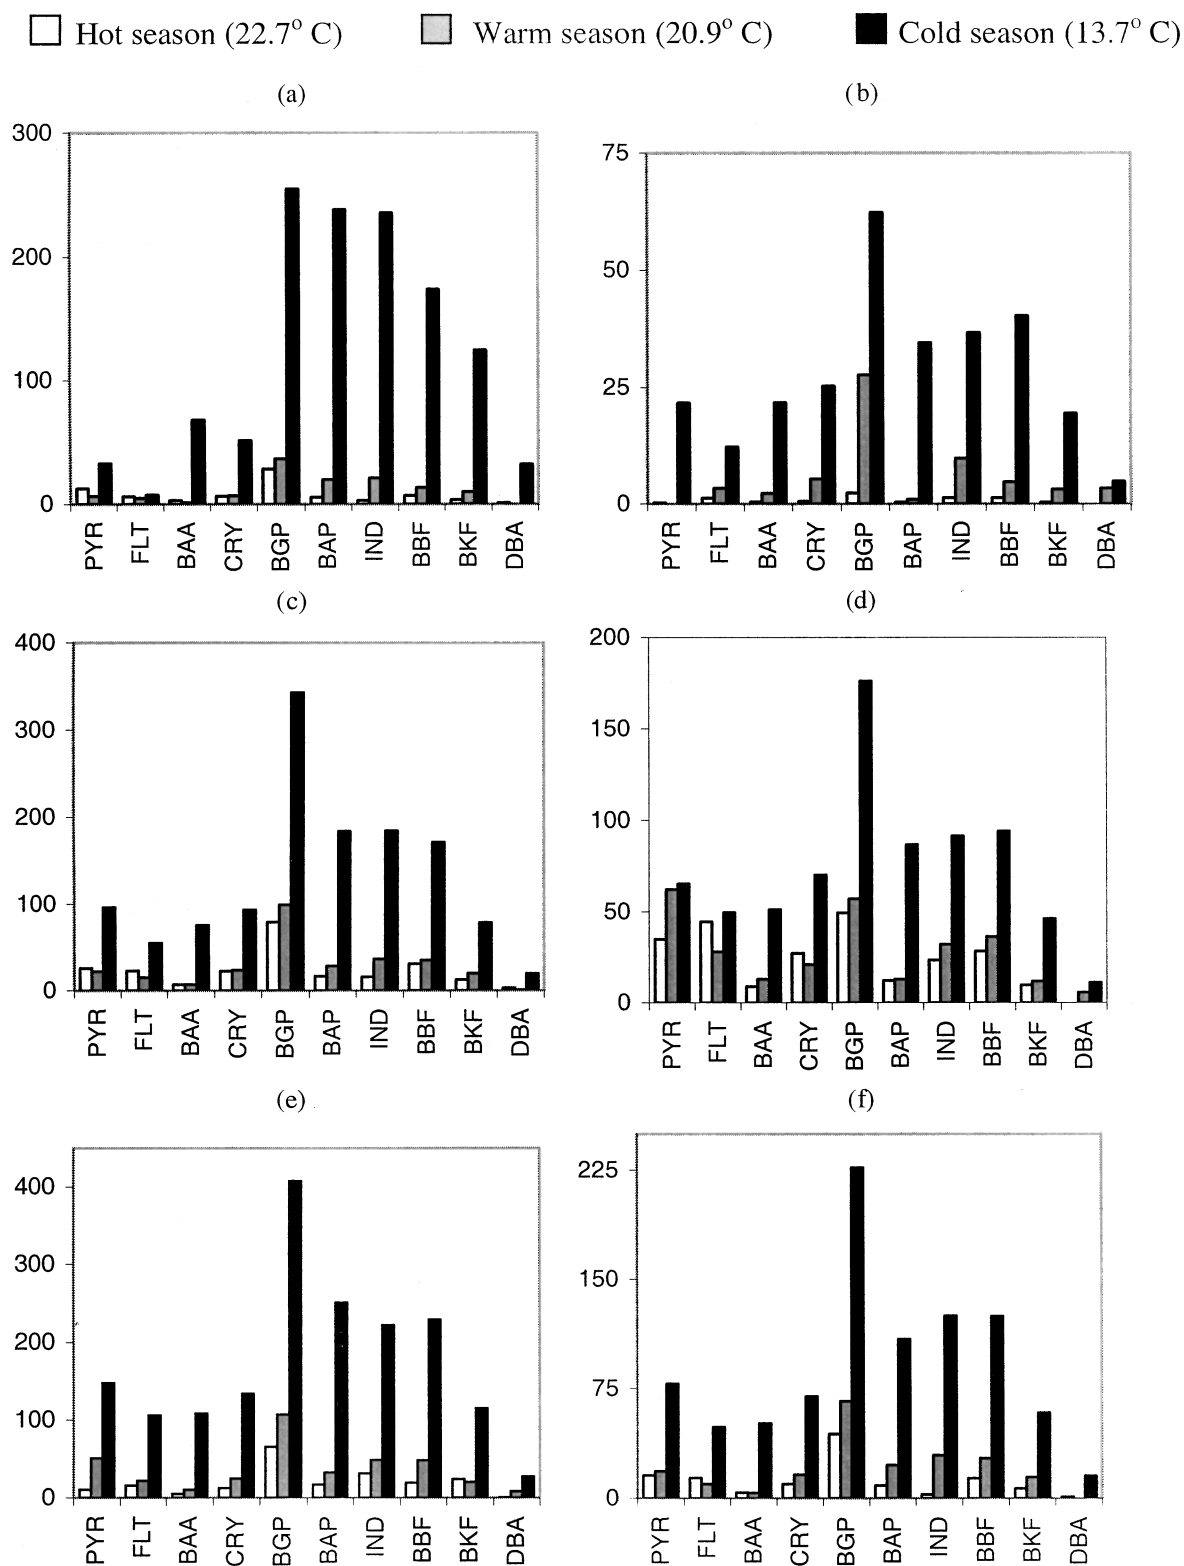 Hot season (22.7° C) Warm season (20.9° C) Cold season (13.7° C)
(a) (b)
300
200
100
0
PYR FLT BAA CRY BGP BAP IND BBF BKF DBA
75
50
25
0
PYR FLT BAA CRY BGP BAP IND BBF BKF DBA
(c) (d)
400
300
200
100
0
PYR FLT BAA CRY BGP BAP IND BBF BKF DBA
200
150
100
50
0
PYR FLT BAA CRY BGP BAP IND BBF BKF DBA
(e) (f)
400
300
200
100
0
PYR FLT BAA CRY BGP BAP IND BBF BKF DBA
225
150
75
0
PYR FLT BAA CRY BGP BAP IND BBF BKF DBA